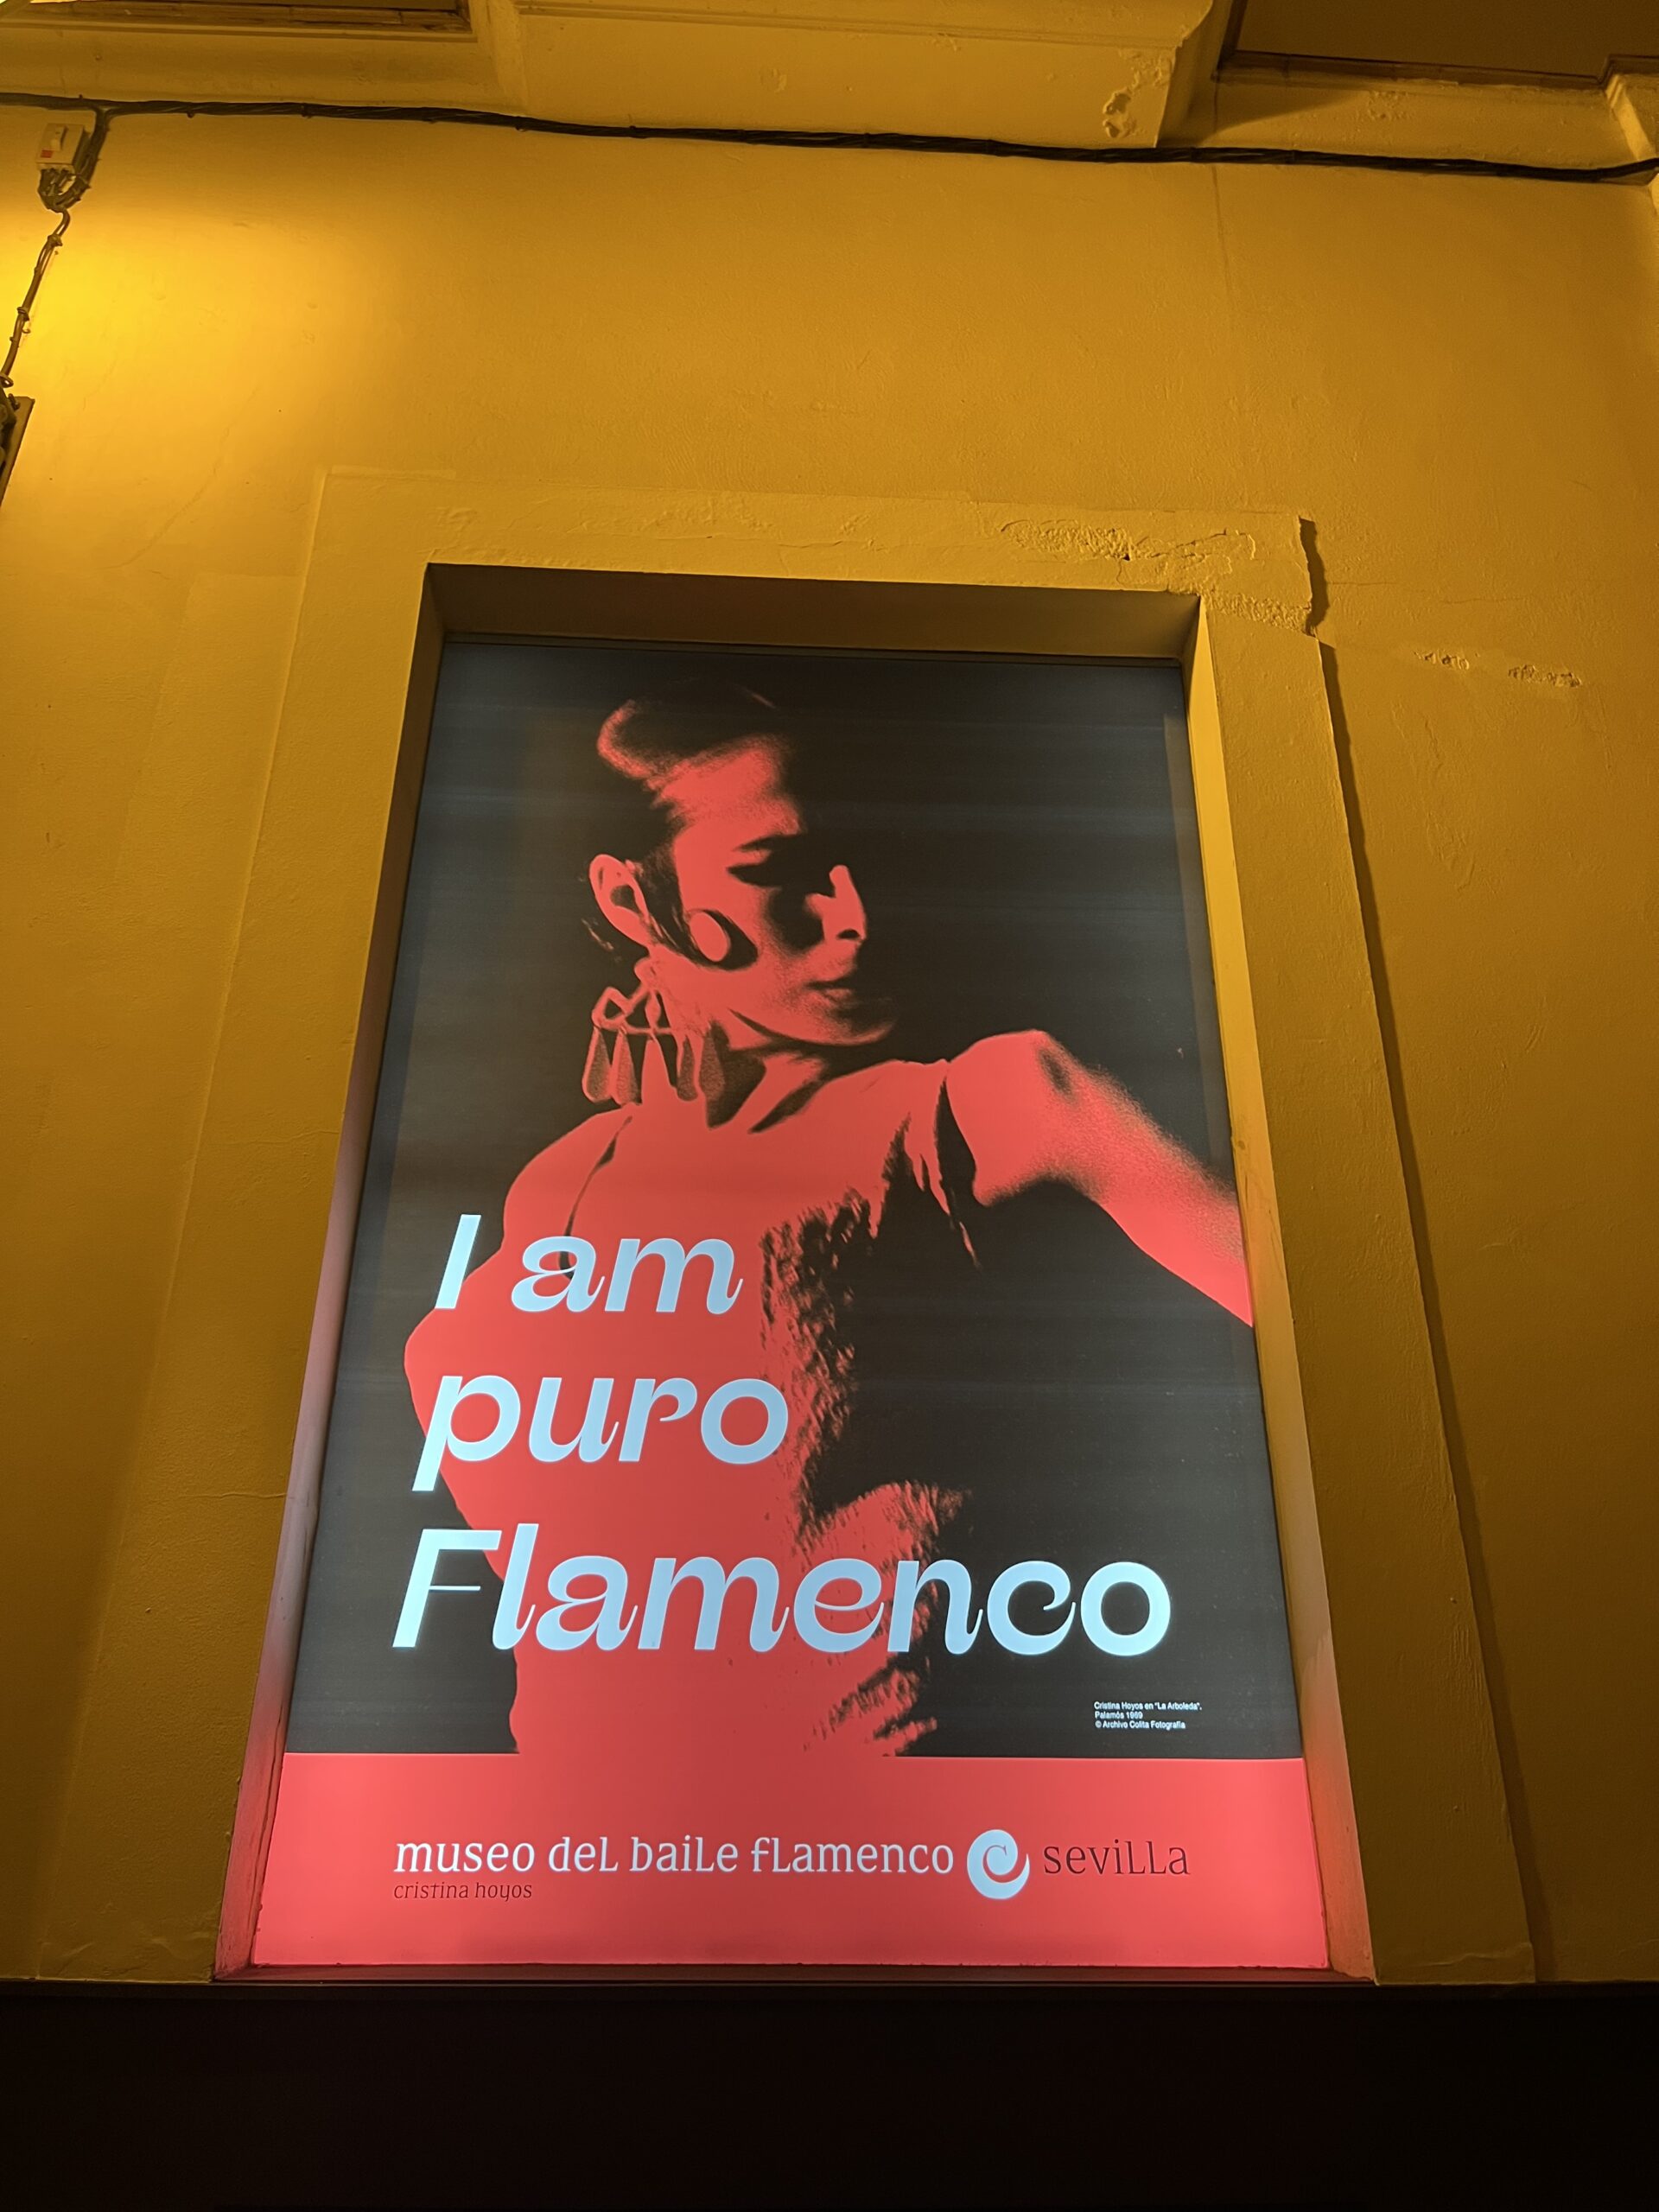 I am
puro
Flamenco
Cristina Hoyos en "La Arboleda".
Palamós 1969
© Archivo Colita Fotografía
museo del baile flamenco sevilla
cristina hoyos